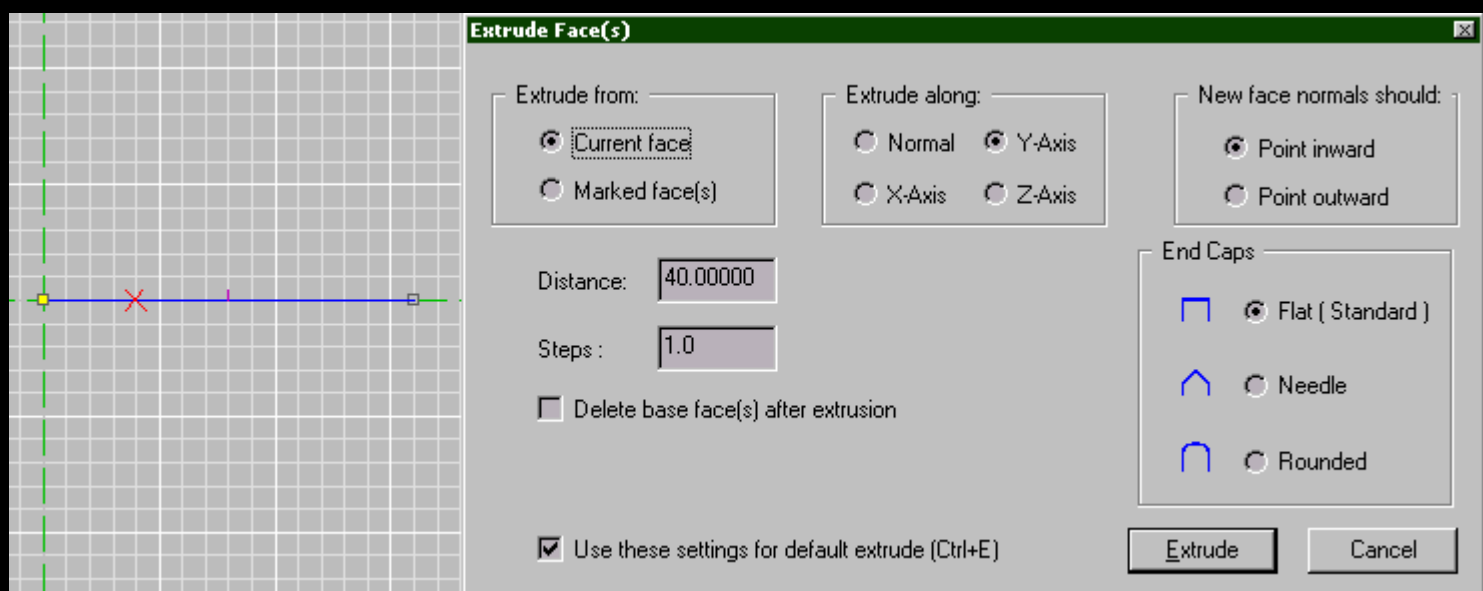 Extrude Face(s)
Extrude from:
Current face
Marked face(s)
Extrude along:
Normal
Y-Axis
X-Axis
Z-Axis
New face normals should:
Point inward
Point outward
Distance:
40.00000
Steps :
1.0
Delete base face(s) after extrusion
End Caps
Flat ( Standard )
Needle
Rounded
Use these settings for default extrude (Ctrl+E)
Extrude
Cancel